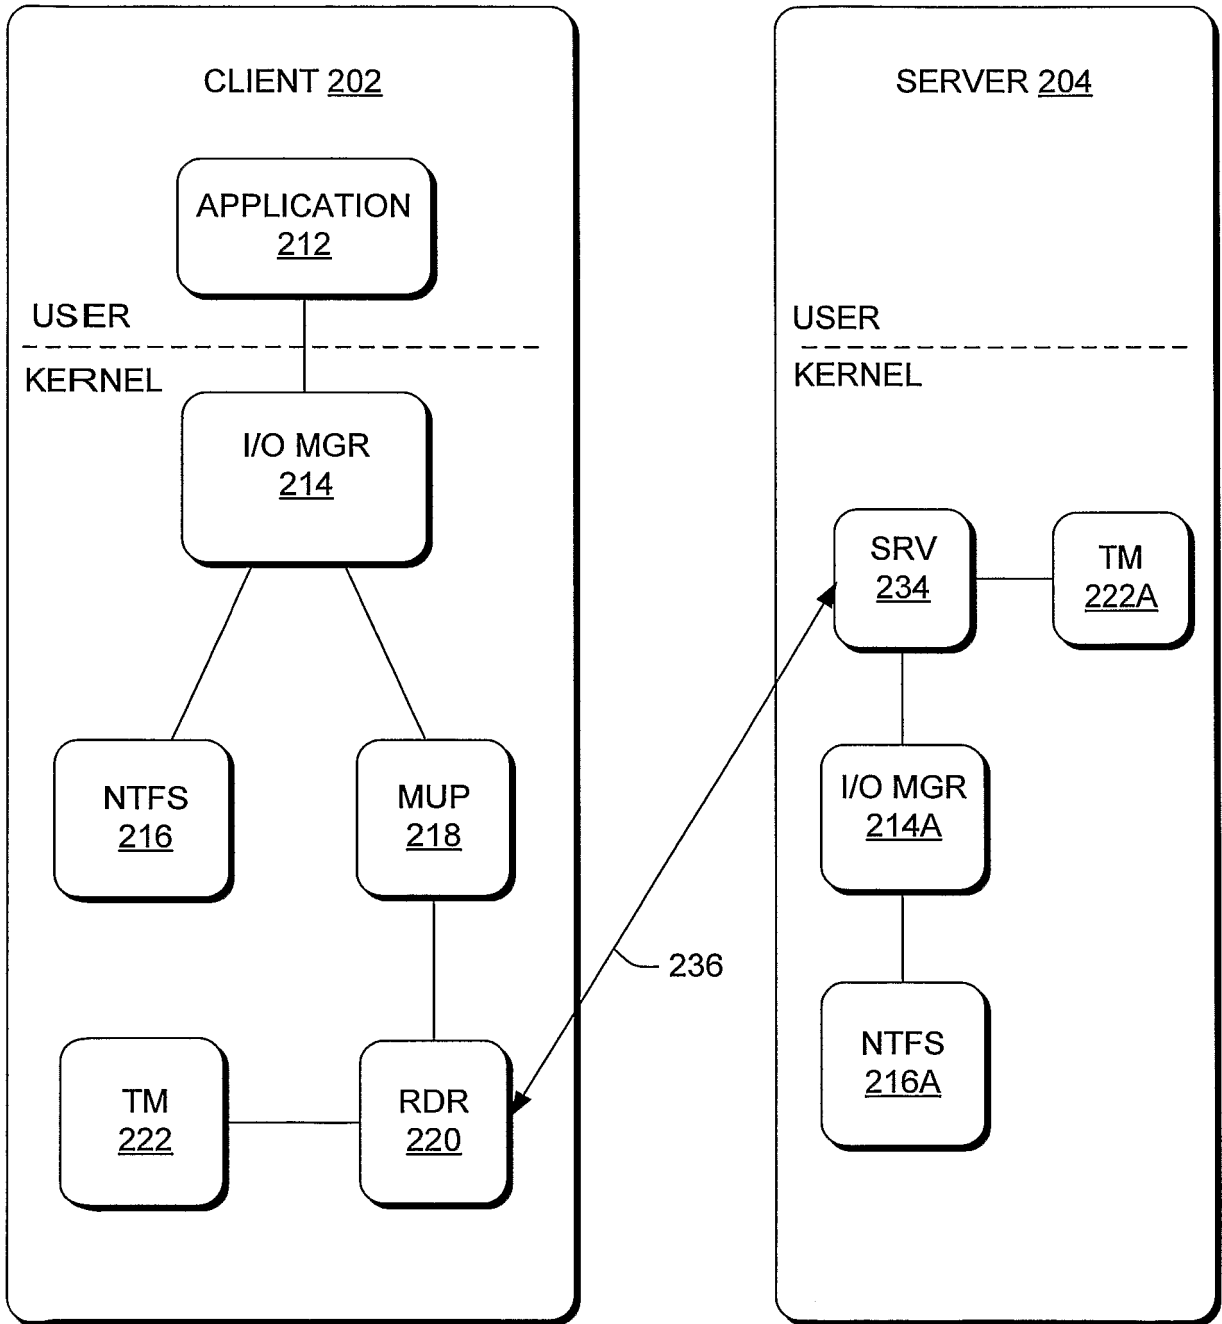 CLIENT 202
APPLICATION
212
USER
KERNEL
I/O MGR
214
NTFS
216
MUP
218
TM
222
RDR
220
236
SERVER 204
USER
KERNEL
SRV
234
TM
222A
I/O MGR
214A
NTFS
216A